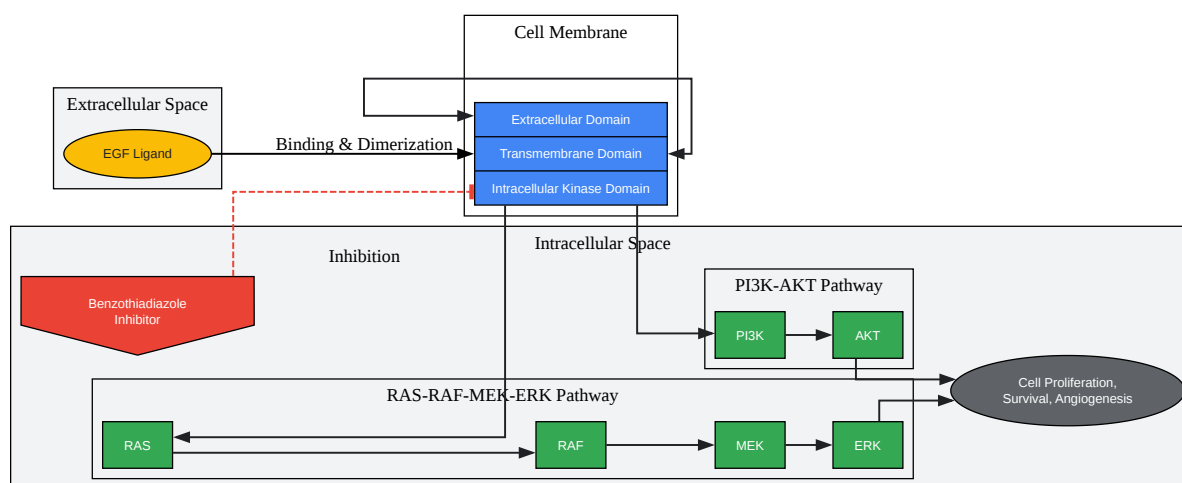 Cell Membrane
Extracellular Space
Extracellular Domain
EGF Ligand
Binding & Dimerization
Transmembrane Domain
Intracellular Kinase Domain
Intracellular Space
Inhibition
Benzothiadiazole
Inhibitor
PI3K-AKT Pathway
PI3K
AKT
Cell Proliferation,
Survival, Angiogenesis
RAS-RAF-MEK-ERK Pathway
RAS
RAF
MEK
ERK